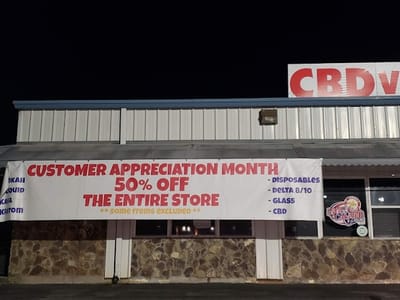 CBD V
CUSTOMER APPRECIATION MONTH
50% OFF
THE ENTIRE STORE
** some items excluded **
- DISPOSABLES
- DELTA 8/10
- GLASS
- CBD